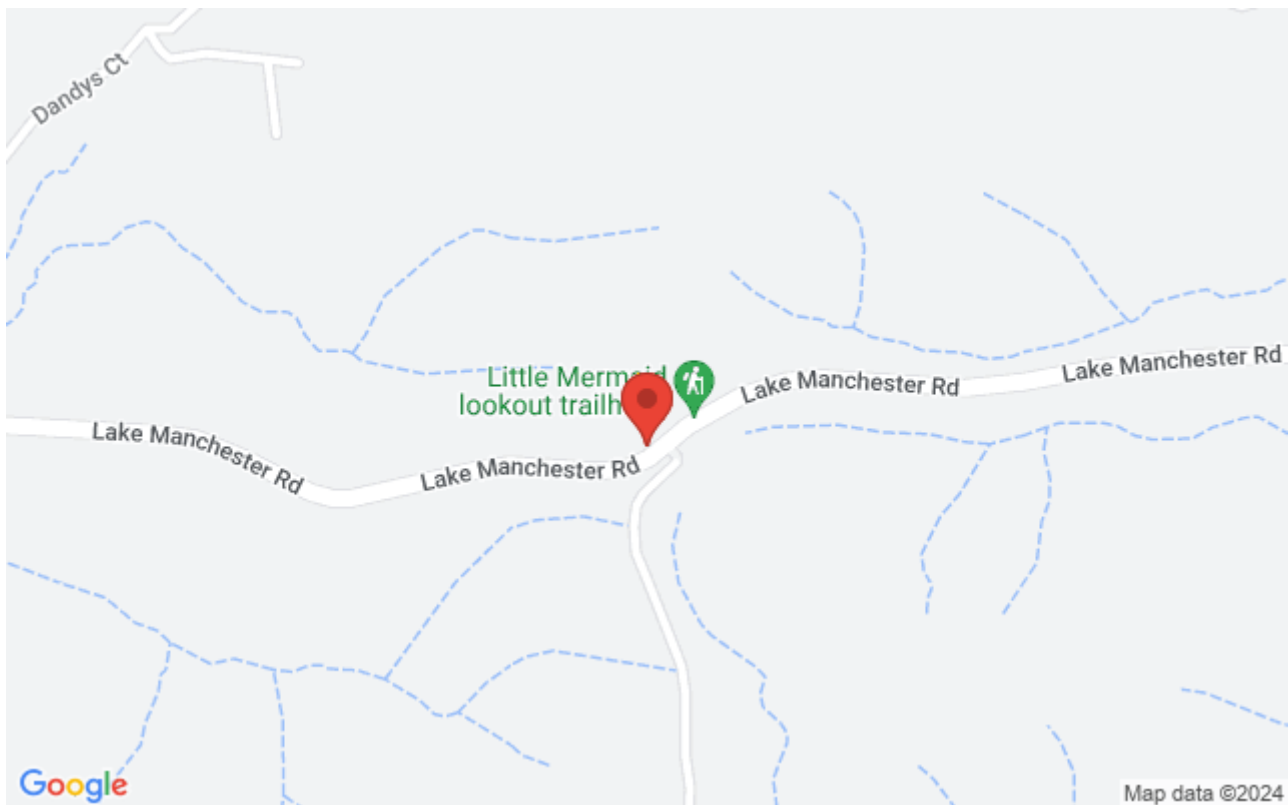 Dandys Ct
Little Mermaid
lookout trailh
Lake Manchester Rd
Lake Manchester Rd
Lake Manchester Rd
Lake Manchester Rd
Google
Map data ©2024